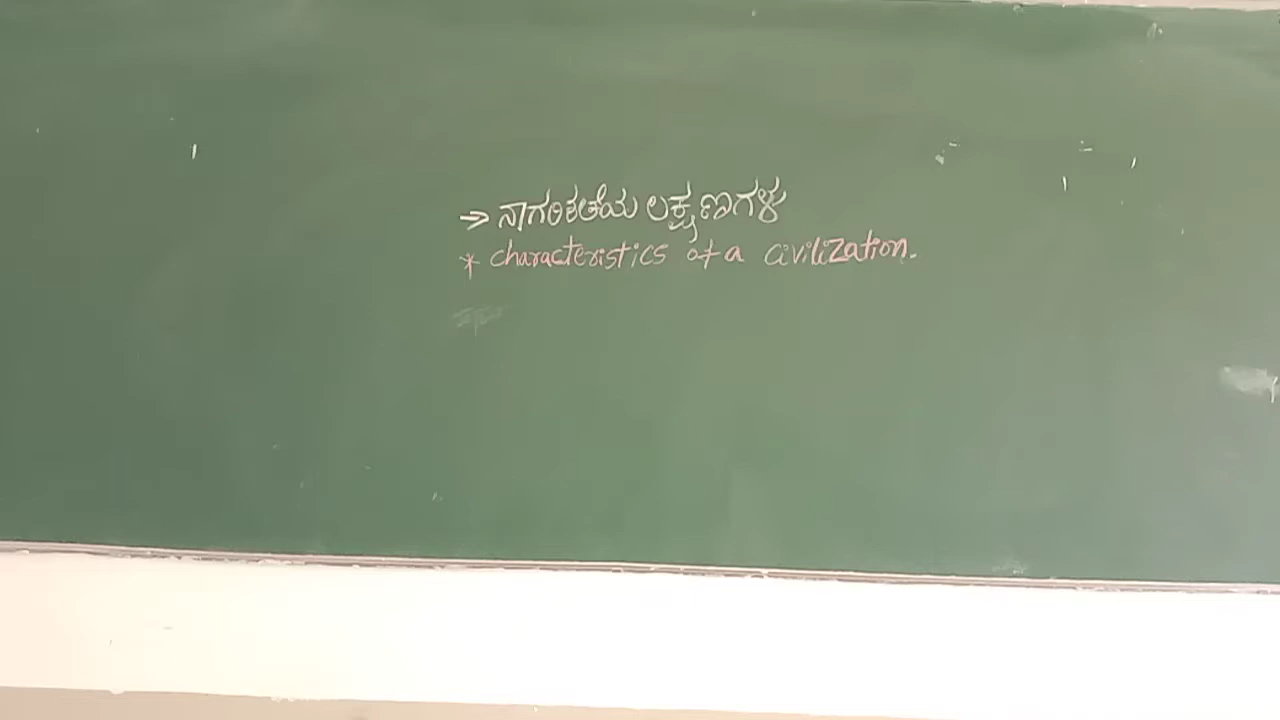 → ನಾಗರಿಕತೆಯ ಲಕ್ಷಣಗಳು
* characteristics of a civilization.